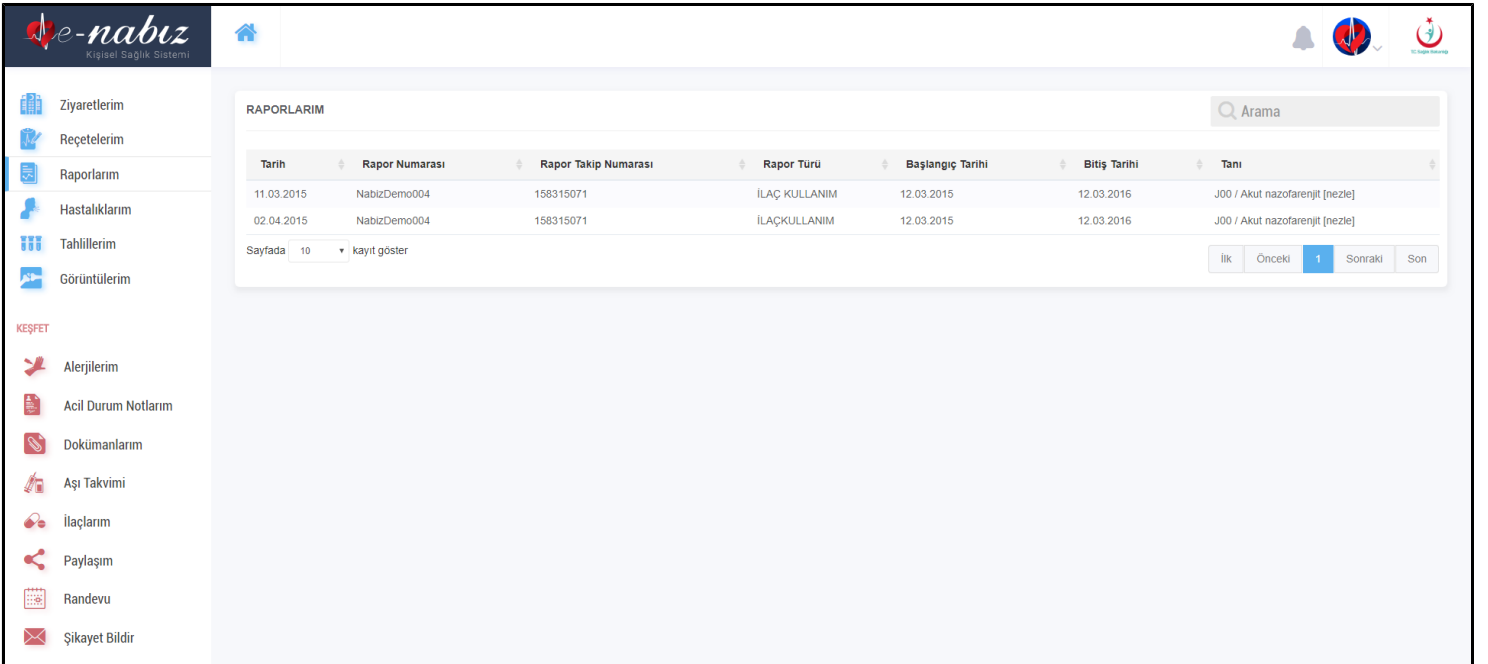 e-nabız
Kişisel Sağlık Sistemi
T.C. Sağlık Bakanlığı
Ziyaretlerim
Reçetelerim
Raporlarım
Hastalıklarım
Tahlillerim
Görüntülerim
KEŞFET
Alerjilerim
Acil Durum Notlarım
Dokümanlarım
Aşı Takvimi
İlaçlarım
Paylaşım
Randevu
Şikayet Bildir
RAPORLARIM
Arama
Tarih Rapor Numarası Rapor Takip Numarası Rapor Türü Başlangıç Tarihi Bitiş Tarihi Tanı
11.03.2015 NabizDemo004 158315071 İLAÇ KULLANIM 12.03.2015 12.03.2016 J00 / Akut nazofarenjit [nezle]
02.04.2015 NabizDemo004 158315071 İLAÇKULLANIM 12.03.2015 12.03.2016 J00 / Akut nazofarenjit [nezle]
Sayfada 10 kayıt göster
İlk Önceki 1 Sonraki Son